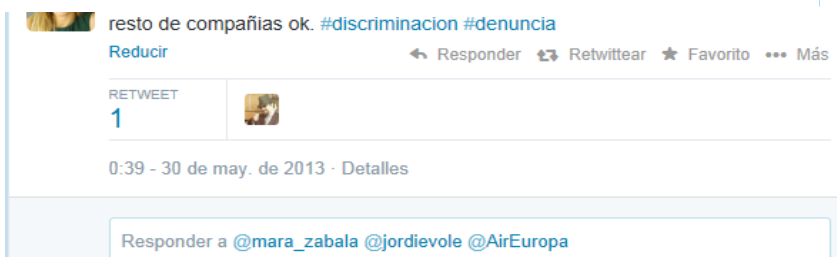 resto de compañias ok. #discriminacion #denuncia
Reducir Responder Retwittear Favorito Más
RETWEET
1
0:39 - 30 de may. de 2013 · Detalles
Responder a @mara_zabala @jordievole @AirEuropa